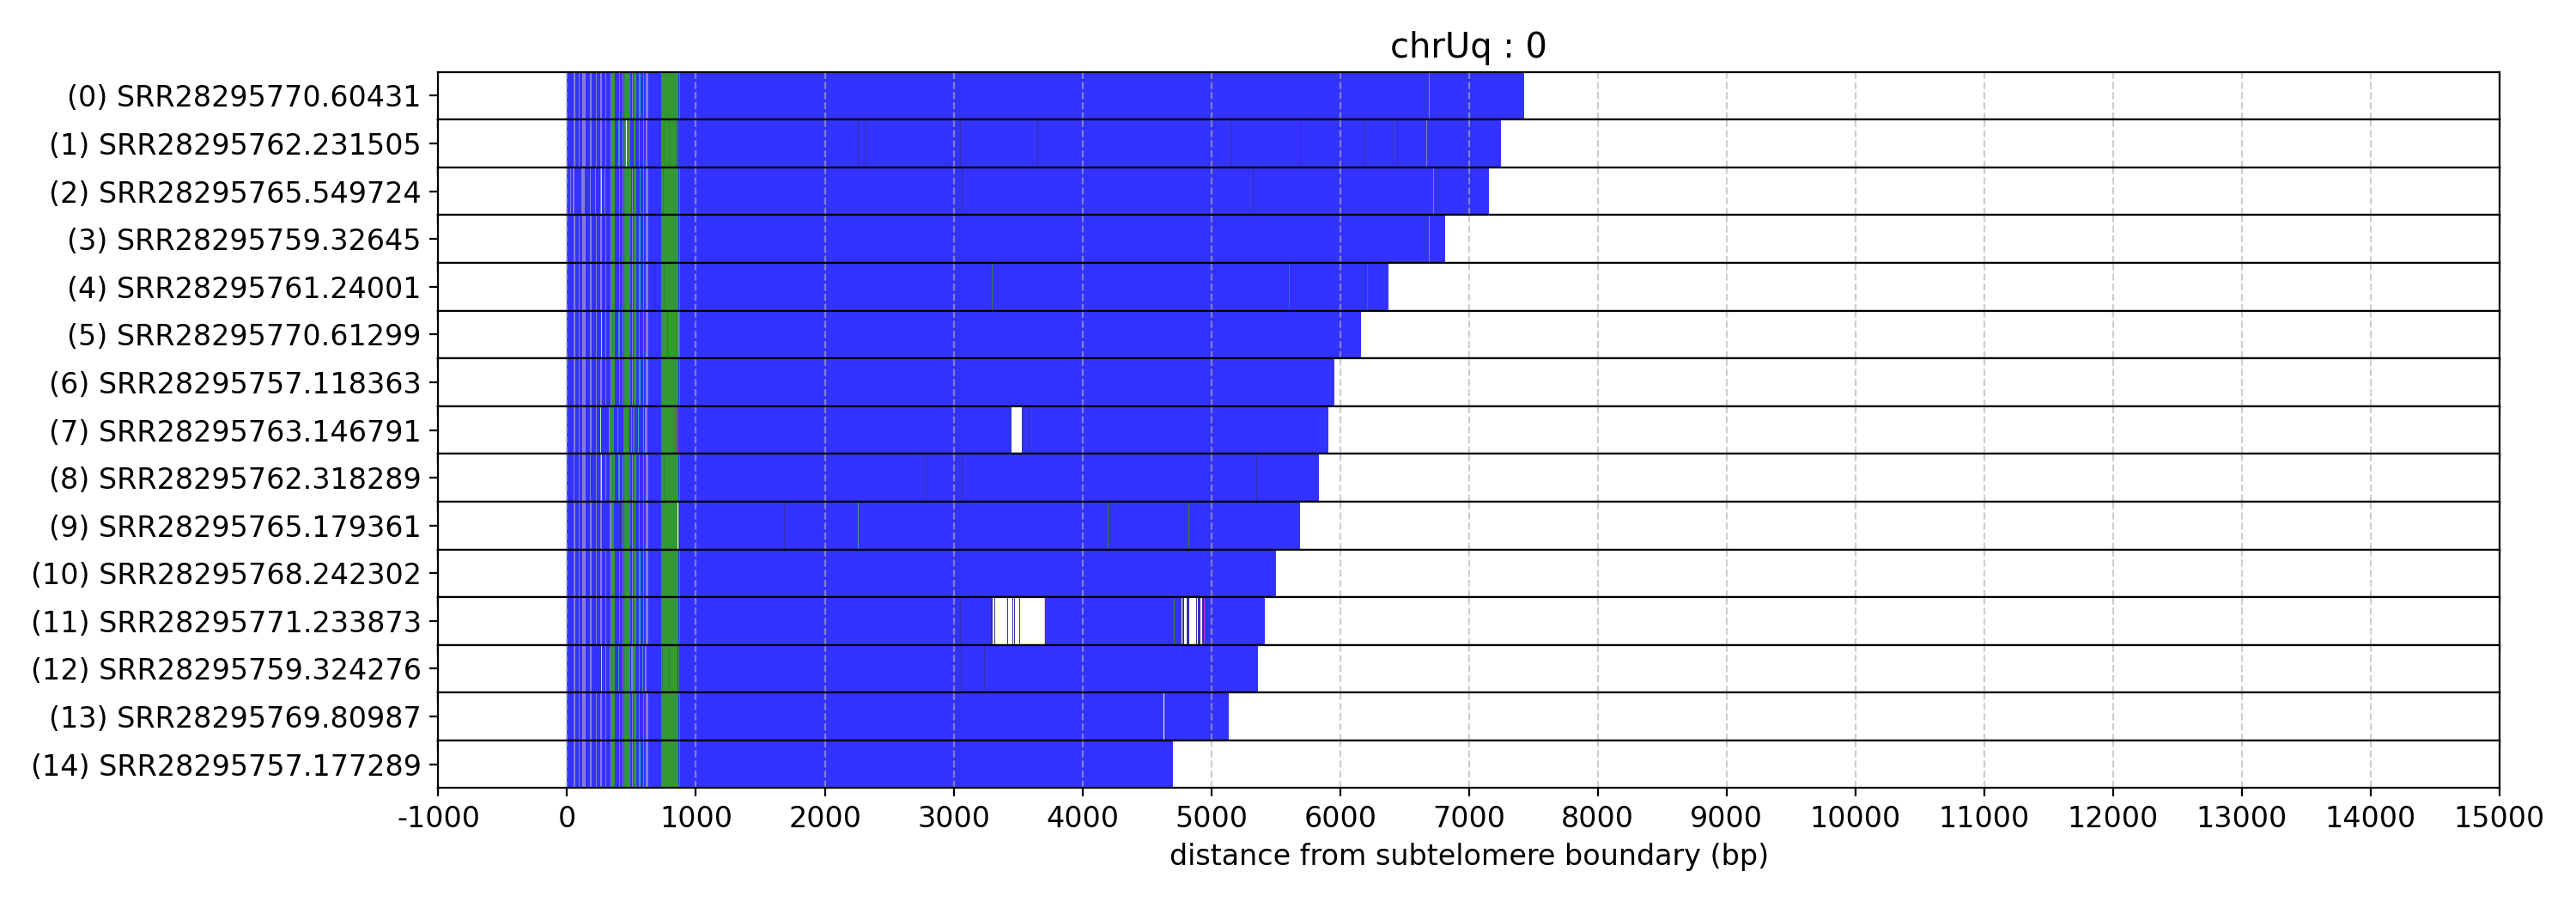 chrUq : 0
(0) SRR28295770.60431
(1) SRR28295762.231505
(2) SRR28295765.549724
(3) SRR28295759.32645
(4) SRR28295761.24001
(5) SRR28295770.61299
(6) SRR28295757.118363
(7) SRR28295763.146791
(8) SRR28295762.318289
(9) SRR28295765.179361
(10) SRR28295768.242302
(11) SRR28295771.233873
(12) SRR28295759.324276
(13) SRR28295769.80987
(14) SRR28295757.177289
-1000 0 1000 2000 3000 4000 5000 6000 7000 8000 9000 10000 11000 12000 13000 14000 15000
distance from subtelomere boundary (bp)